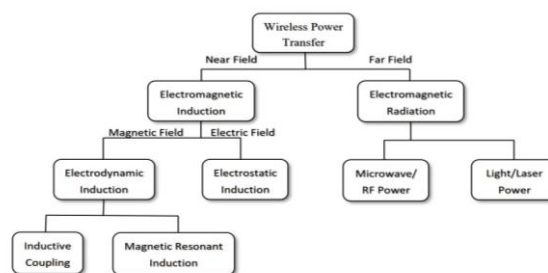 Wireless Power
Transfer
Near Field
Far Field
Electromagnetic
Induction
Electromagnetic
Radiation
Magnetic Field
Electric Field
Electrodynamic
Induction
Electrostatic
Induction
Microwave/
RF Power
Light/Laser
Power
Inductive
Coupling
Magnetic Resonant
Induction